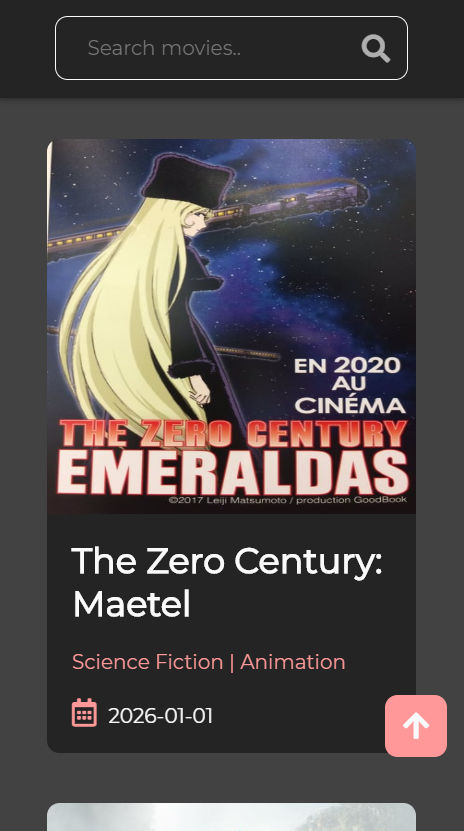 Search movies..
EN 2020
AU
CINÉMA
THE ZERO CENTURY
EMERALDAS
©2017 Leiji Matsumoto / production GoodBook
The Zero Century:
Maetel
Science Fiction | Animation
2026-01-01